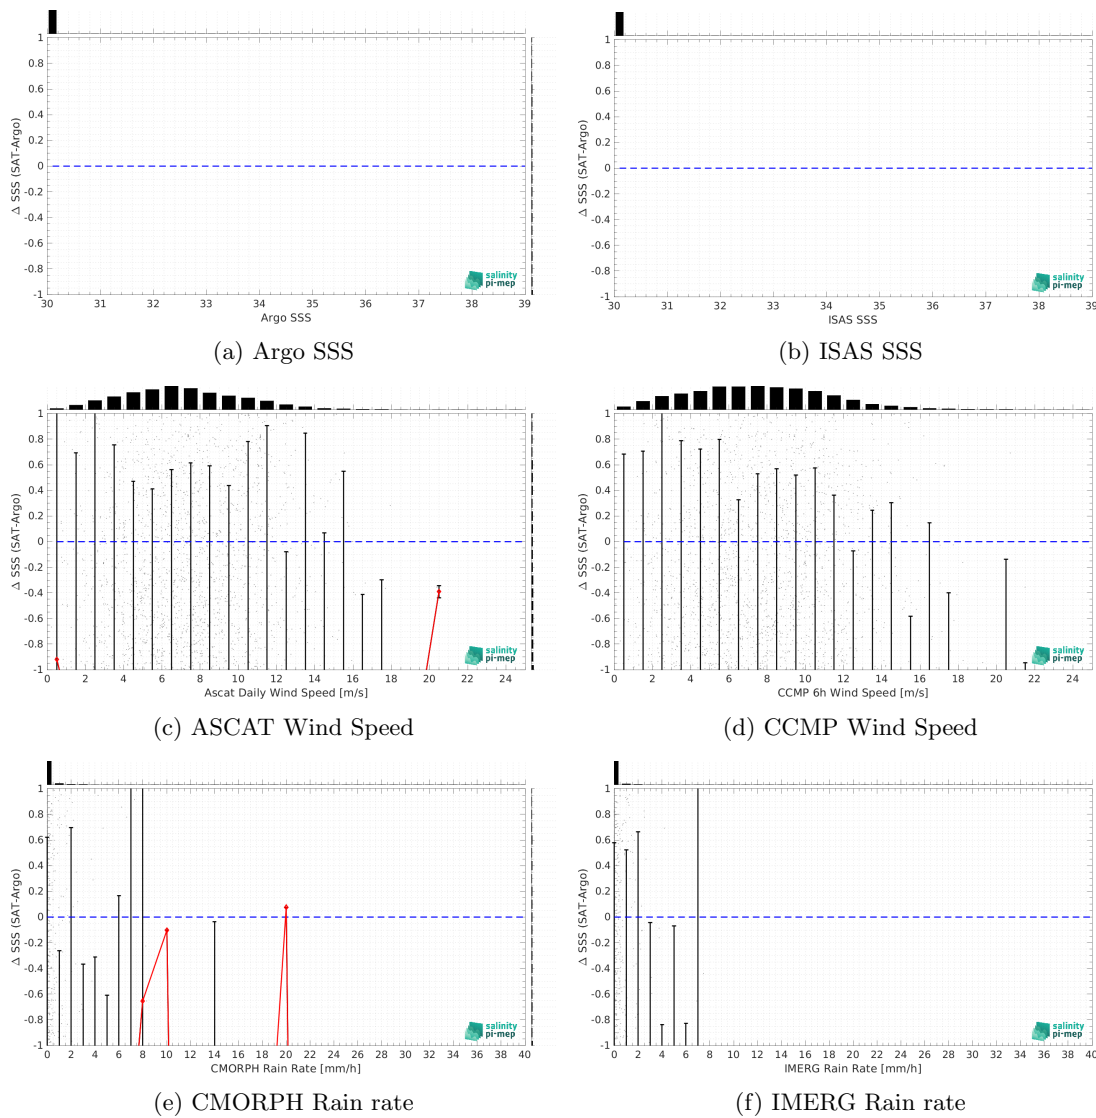 1
0.8
0.6
0.4
0.2
0
-0.2
-0.4
-0.6
-0.8
-1
Δ SSS (SAT-Argo)
salinity
pi-mep
30 31 32 33 34 35 36 37 38 39
Argo SSS
(a) Argo SSS
1
0.8
0.6
0.4
0.2
0
-0.2
-0.4
-0.6
-0.8
-1
Δ SSS (SAT-Argo)
salinity
pi-mep
30 31 32 33 34 35 36 37 38 39
ISAS SSS
(b) ISAS SSS
1
0.8
0.6
0.4
0.2
0
-0.2
-0.4
-0.6
-0.8
-1
Δ SSS (SAT-Argo)
salinity
pi-mep
0 2 4 6 8 10 12 14 16 18 20 22 24
Ascat Daily Wind Speed [m/s]
(c) ASCAT Wind Speed
1
0.8
0.6
0.4
0.2
0
-0.2
-0.4
-0.6
-0.8
-1
Δ SSS (SAT-Argo)
salinity
pi-mep
0 2 4 6 8 10 12 14 16 18 20 22 24
CCMP 6h Wind Speed [m/s]
(d) CCMP Wind Speed
1
0.8
0.6
0.4
0.2
0
-0.2
-0.4
-0.6
-0.8
-1
Δ SSS (SAT-Argo)
salinity
pi-mep
0 2 4 6 8 10 12 14 16 18 20 22 24 26 28 30 32 34 36 38 40
CMORPH Rain Rate [mm/h]
(e) CMORPH Rain rate
1
0.8
0.6
0.4
0.2
0
-0.2
-0.4
-0.6
-0.8
-1
Δ SSS (SAT-Argo)
salinity
pi-mep
0 2 4 6 8 10 12 14 16 18 20 22 24 26 28 30 32 34 36 38 40
IMERG Rain Rate [mm/h]
(f) IMERG Rain rate